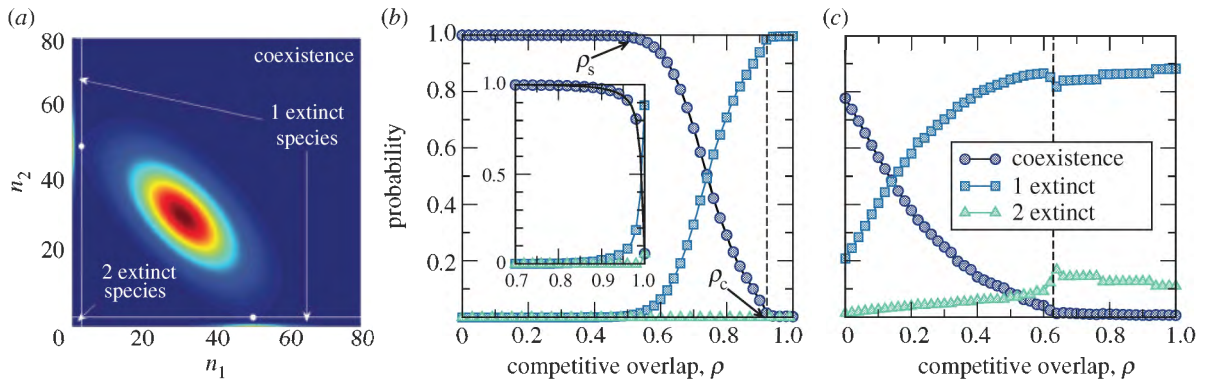 (a)
80
60
40
20
0
n2
coexistence
1 extinct
species
2 extinct
species
0
20
40
60
80
n1
(b)
1.0
0.8
0.6
0.4
0.2
probability
ρs
ρc
1.0
0.5
0
0.7 0.8 0.9 1.0
0 0.2 0.4 0.6 0.8 1.0
competitive overlap, ρ
(c)
coexistence
1 extinct
2 extinct
0 0.2 0.4 0.6 0.8 1.0
competitive overlap, ρ